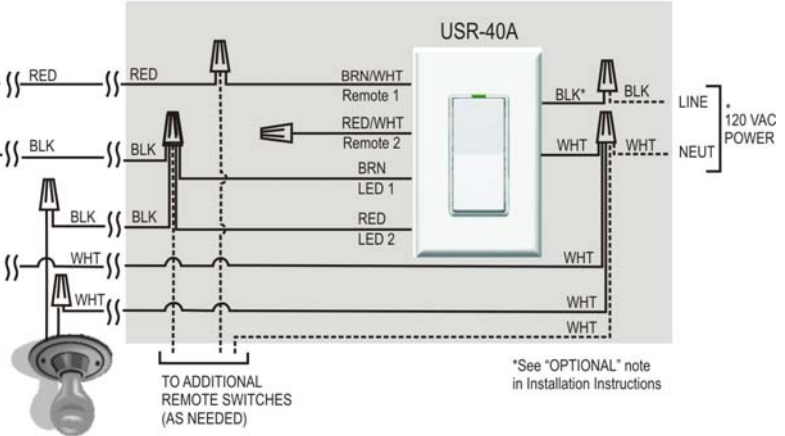 USR-40A
RED
RED
BRN/WHT
Remote 1
BLK*
BLK
LINE
*
120 VAC
POWER
RED/WHT
Remote 2
BLK
BLK
WHT
WHT
NEUT
BRN
LED 1
BLK
BLK
RED
LED 2
WHT
WHT
WHT
WHT
WHT
TO ADDITIONAL
REMOTE SWITCHES
(AS NEEDED)
*See "OPTIONAL" note
in Installation Instructions